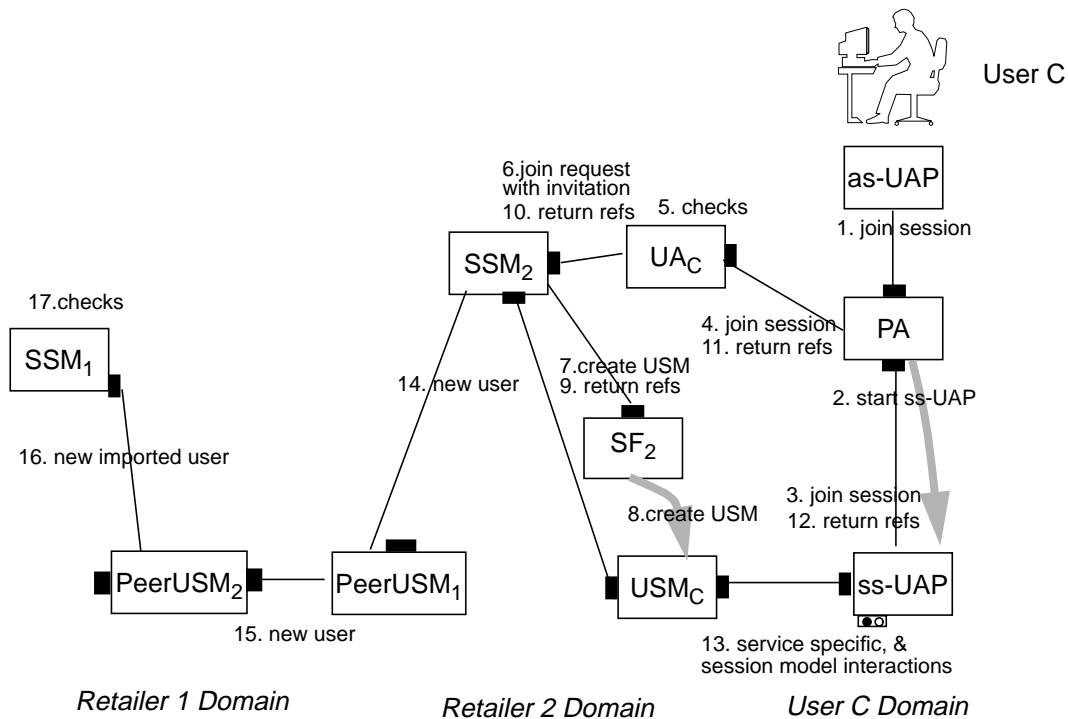 User C
as-UAP
1. join session
6.join request
with invitation
10. return refs
5. checks
SSM2
UAC
17.checks
SSM1
4. join session
11. return refs
PA
2. start ss-UAP
7.create USM
9. return refs
14. new user
SF2
16. new imported user
8.create USM
3. join session
12. return refs
PeerUSM2
PeerUSM1
USMC
ss-UAP
15. new user
13. service specific, &
session model interactions
Retailer 1 Domain
Retailer 2 Domain
User C Domain